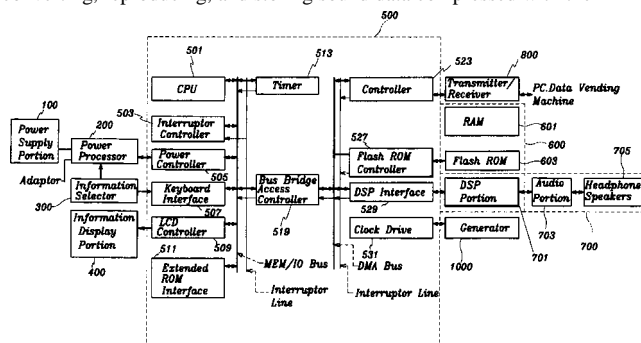 500
501
513
523
800
CPU
Timer
Controller
Transmitter/
Receiver
PC.Data Vending
Machine
100
503
200
Power
Supply
Portion
Power
Processor
Interruptor
Controller
RAM
601
527
600
705
Power
Controller
505
Flash ROM
Controller
Flash ROM
603
Adaptor
Information
Selector
300
Keyboard
Interface
507
Bus Bridge
Access
Controller
519
DSP Interface
529
DSP
Portion
Audio
Portion
703
Headphone
Speakers
Information
Display
Portion
400
LCD
Controller
509
511
Clock Drive
531
Generator
1000
701
700
MEM/IO Bus
DMA Bus
Extended
ROM
Interface
Interruptor
Line
Interruptor Line